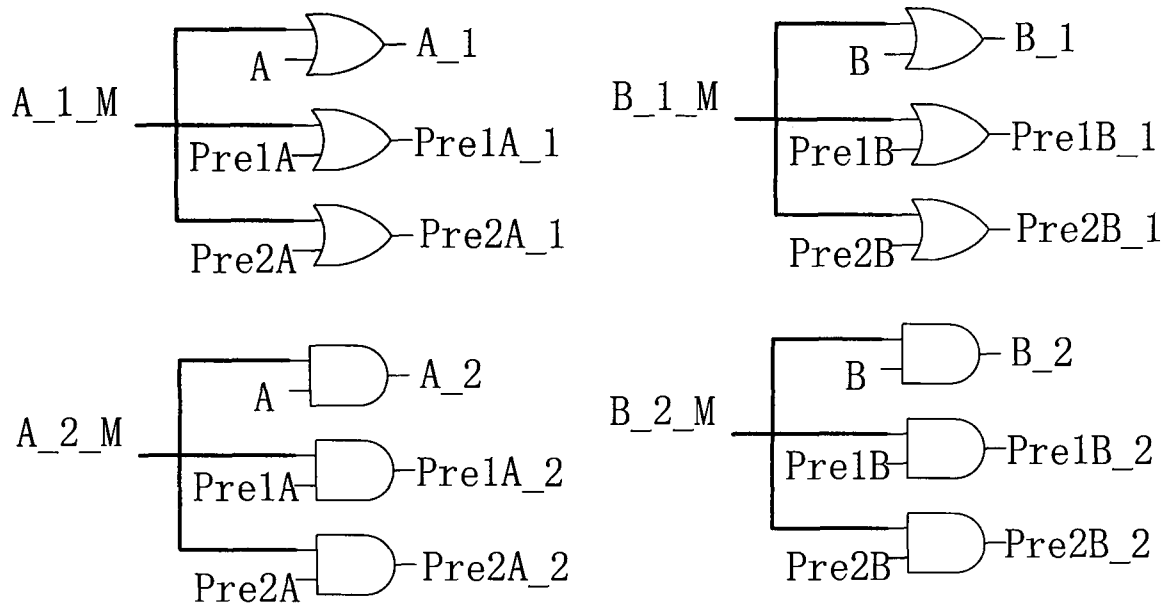 A_1
A
A_1_M
Pre1A_1
Pre1A
Pre2A_1
Pre2A
B_1
B
B_1_M
Pre1B_1
Pre1B
Pre2B_1
Pre2B
A_2
A
A_2_M
Pre1A_2
Pre1A
Pre2A_2
Pre2A
B_2
B
B_2_M
Pre1B_2
Pre1B
Pre2B_2
Pre2B